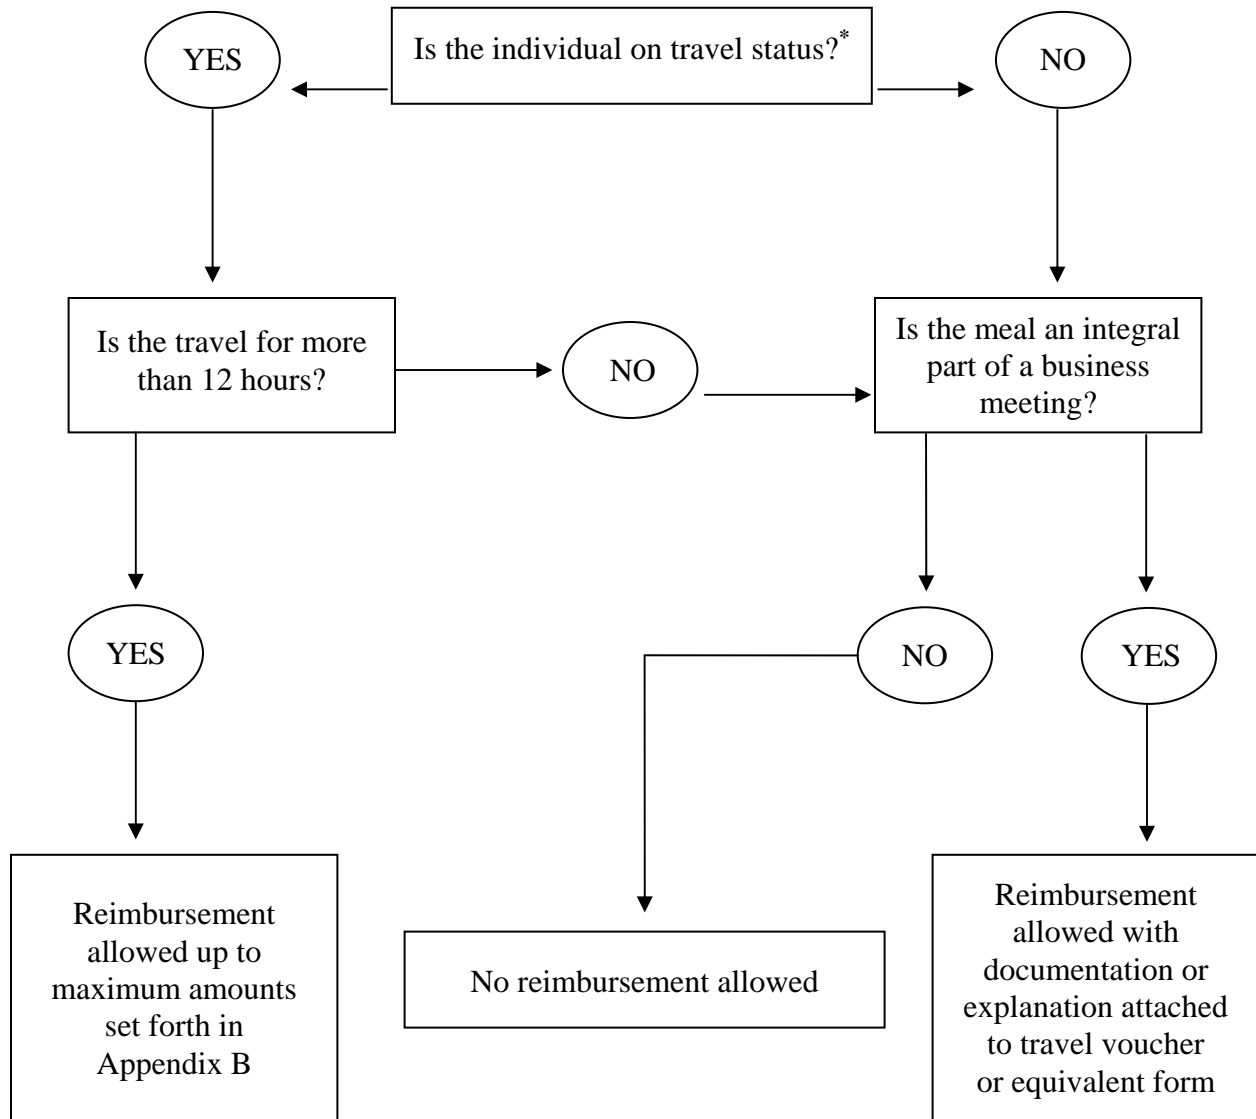 YES
Is the individual on travel status?*
NO
Is the travel for more
than 12 hours?
NO
Is the meal an integral
part of a business
meeting?
YES
NO
YES
Reimbursement
allowed up to
maximum amounts
set forth in
Appendix B
No reimbursement allowed
Reimbursement
allowed with
documentation or
explanation attached
to travel voucher
or equivalent form